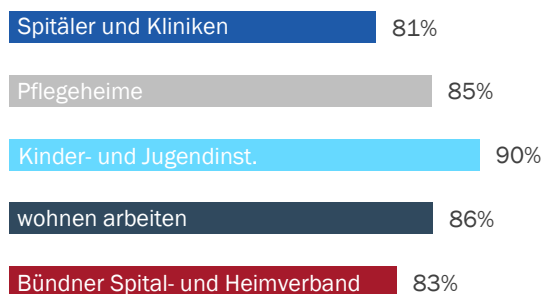 Spitäler und Kliniken 81%
Pflegeheime 85%
Kinder- und Jugendinst. 90%
wohnen arbeiten 86%
Bündner Spital- und Heimverband 83%